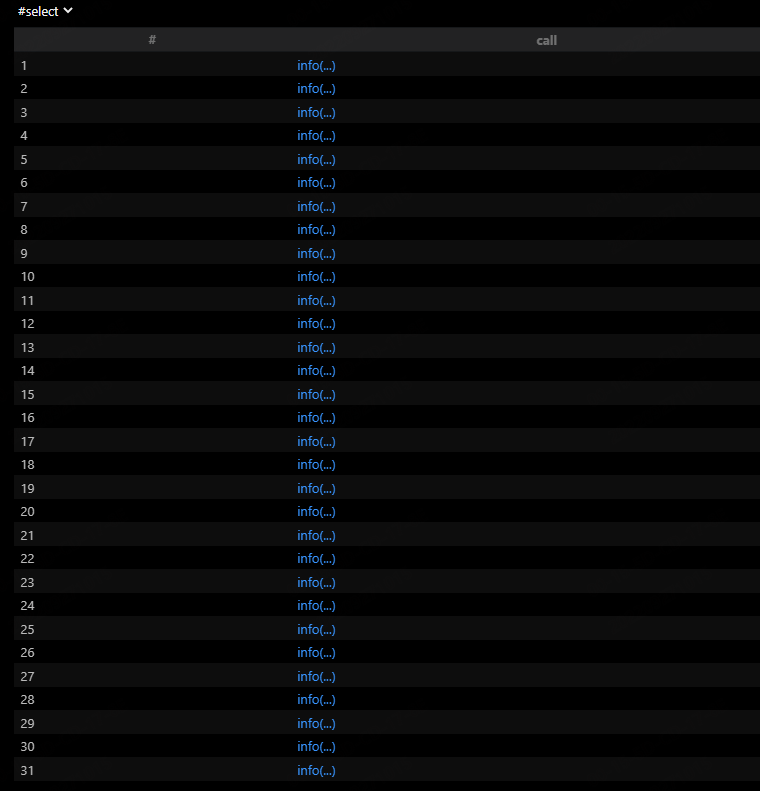 #select
# call
1 info(...)
2 info(...)
3 info(...)
4 info(...)
5 info(...)
6 info(...)
7 info(...)
8 info(...)
9 info(...)
10 info(...)
11 info(...)
12 info(...)
13 info(...)
14 info(...)
15 info(...)
16 info(...)
17 info(...)
18 info(...)
19 info(...)
20 info(...)
21 info(...)
22 info(...)
23 info(...)
24 info(...)
25 info(...)
26 info(...)
27 info(...)
28 info(...)
29 info(...)
30 info(...)
31 info(...)